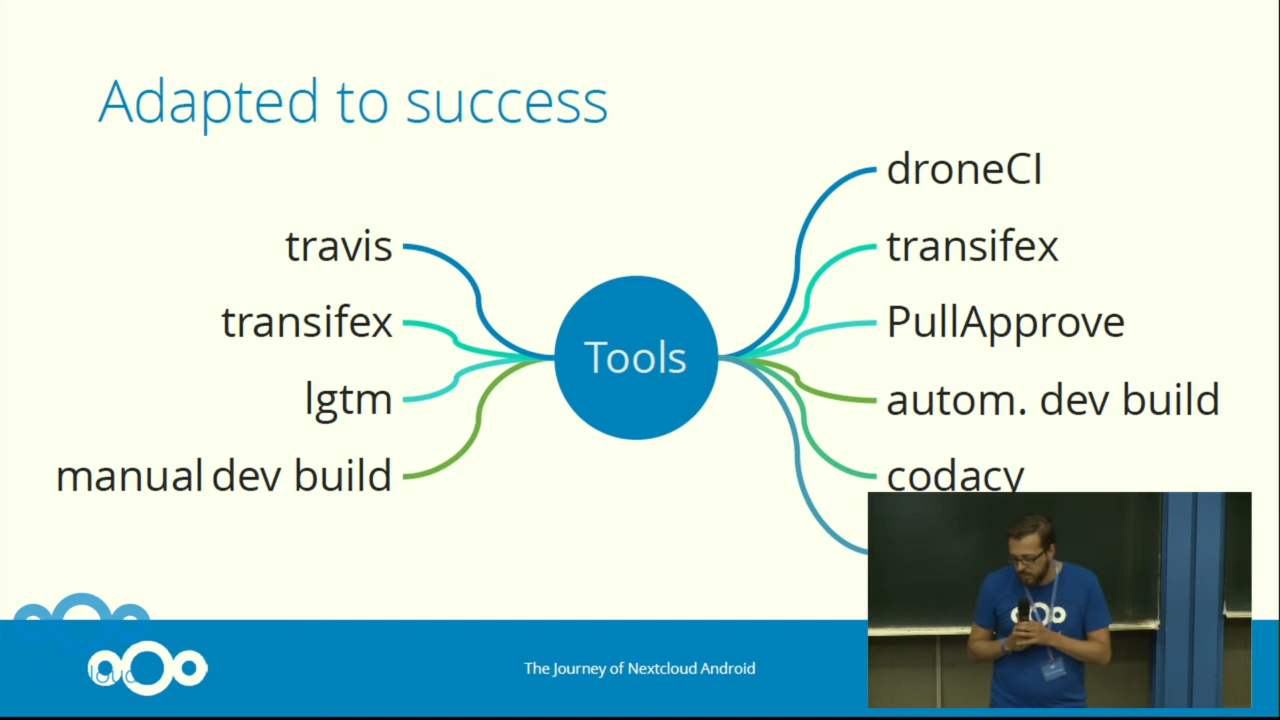 Adapted to success
travis
transifex
lgtm
manual dev build
Tools
droneCI
transifex
PullApprove
autom. dev build
codacy
The Journey of Nextcloud Android